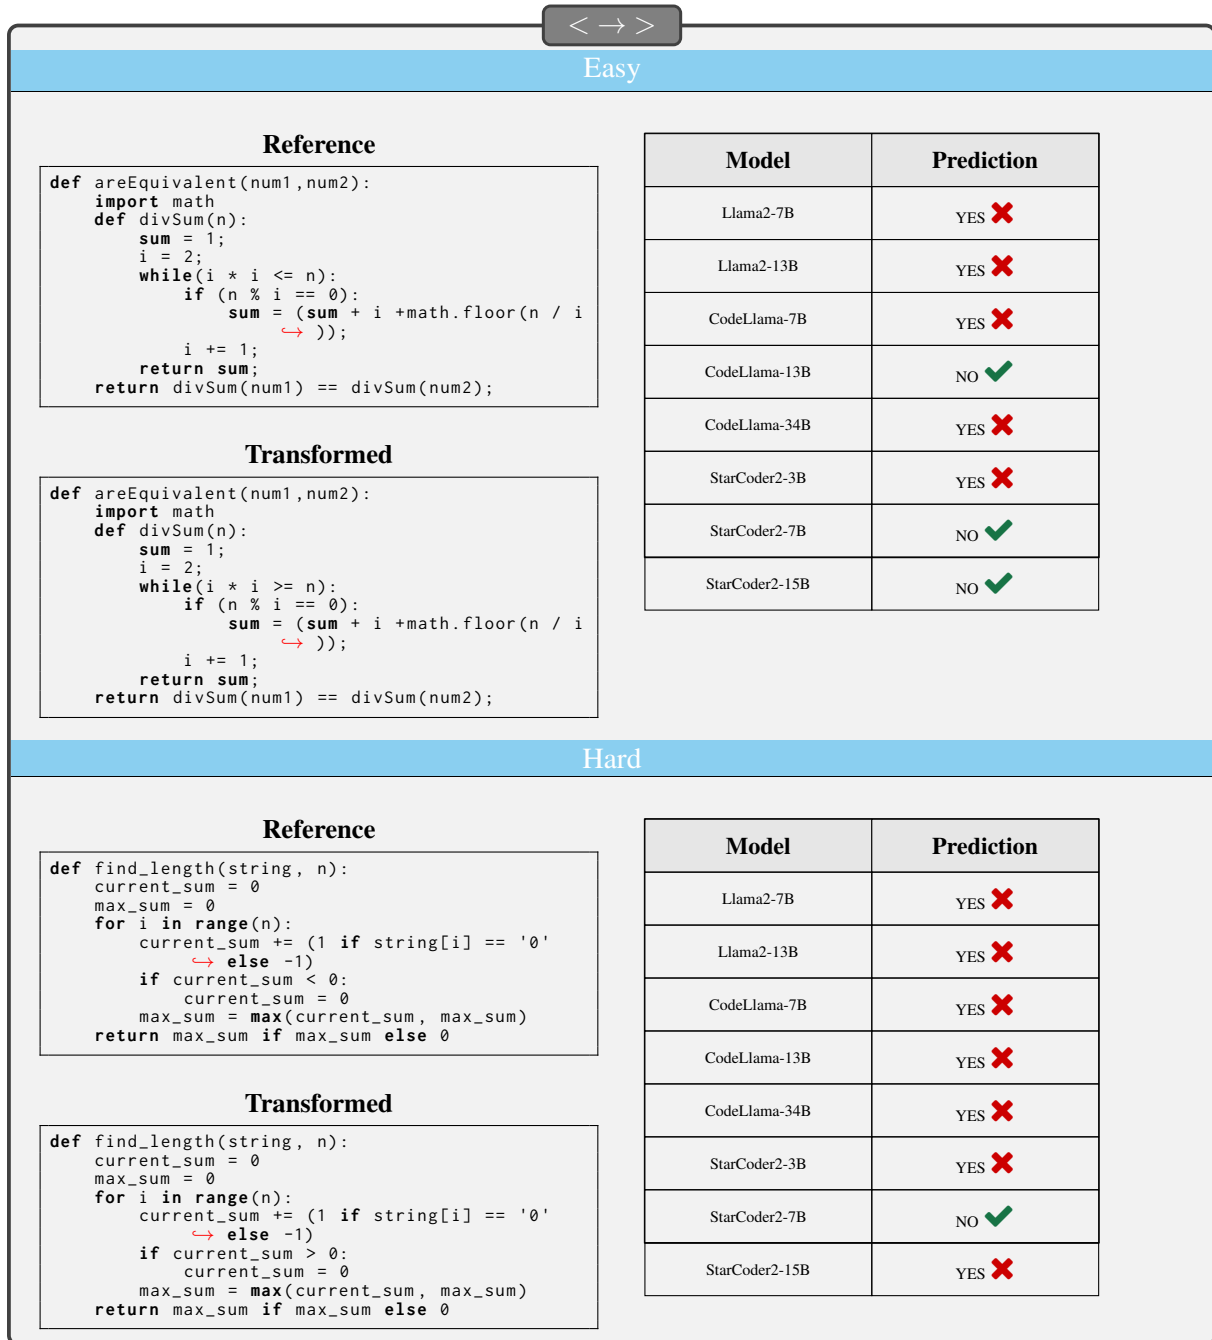 < → >
Easy
Reference
def areEquivalent(num1,num2):
    import math
    def divSum(n):
        sum = 1;
        i = 2;
        while(i * i <= n):
            if (n % i == 0):
                sum = (sum + i +math.floor(n / i
                    ↪ ));
            i += 1;
        return sum;
    return divSum(num1) == divSum(num2);
Transformed
def areEquivalent(num1,num2):
    import math
    def divSum(n):
        sum = 1;
        i = 2;
        while(i * i >= n):
            if (n % i == 0):
                sum = (sum + i +math.floor(n / i
                    ↪ ));
            i += 1;
        return sum;
    return divSum(num1) == divSum(num2);
Model Prediction
Llama2-7B YES ✖
Llama2-13B YES ✖
CodeLlama-7B YES ✖
CodeLlama-13B NO ✔
CodeLlama-34B YES ✖
StarCoder2-3B YES ✖
StarCoder2-7B NO ✔
StarCoder2-15B NO ✔
Hard
Reference
def find_length(string, n):
    current_sum = 0
    max_sum = 0
    for i in range(n):
        current_sum += (1 if string[i] == '0'
            ↪ else -1)
        if current_sum < 0:
            current_sum = 0
        max_sum = max(current_sum, max_sum)
    return max_sum if max_sum else 0
Transformed
def find_length(string, n):
    current_sum = 0
    max_sum = 0
    for i in range(n):
        current_sum += (1 if string[i] == '0'
            ↪ else -1)
        if current_sum > 0:
            current_sum = 0
        max_sum = max(current_sum, max_sum)
    return max_sum if max_sum else 0
Model Prediction
Llama2-7B YES ✖
Llama2-13B YES ✖
CodeLlama-7B YES ✖
CodeLlama-13B YES ✖
CodeLlama-34B YES ✖
StarCoder2-3B YES ✖
StarCoder2-7B NO ✔
StarCoder2-15B YES ✖